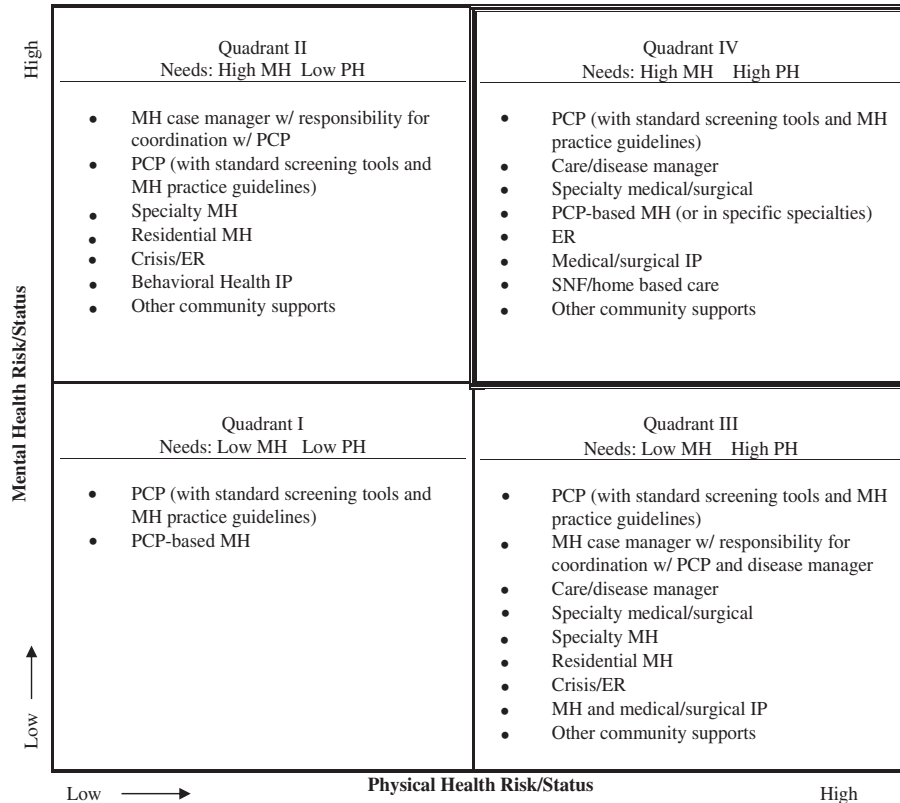 High
Mental Health Risk/Status
Low
Quadrant II
Needs: High MH Low PH
• MH case manager w/ responsibility for
coordination w/ PCP
• PCP (with standard screening tools and
MH practice guidelines)
• Specialty MH
• Residential MH
• Crisis/ER
• Behavioral Health IP
• Other community supports
Quadrant IV
Needs: High MH High PH
• PCP (with standard screening tools and MH
practice guidelines)
• Care/disease manager
• Specialty medical/surgical
• PCP-based MH (or in specific specialties)
• ER
• Medical/surgical IP
• SNF/home based care
• Other community supports
Quadrant I
Needs: Low MH Low PH
• PCP (with standard screening tools and
MH practice guidelines)
• PCP-based MH
Quadrant III
Needs: Low MH High PH
• PCP (with standard screening tools and MH
practice guidelines)
• MH case manager w/ responsibility for
coordination w/ PCP and disease manager
• Care/disease manager
• Specialty medical/surgical
• Specialty MH
• Residential MH
• Crisis/ER
• MH and medical/surgical IP
• Other community supports
Low
Physical Health Risk/Status
High